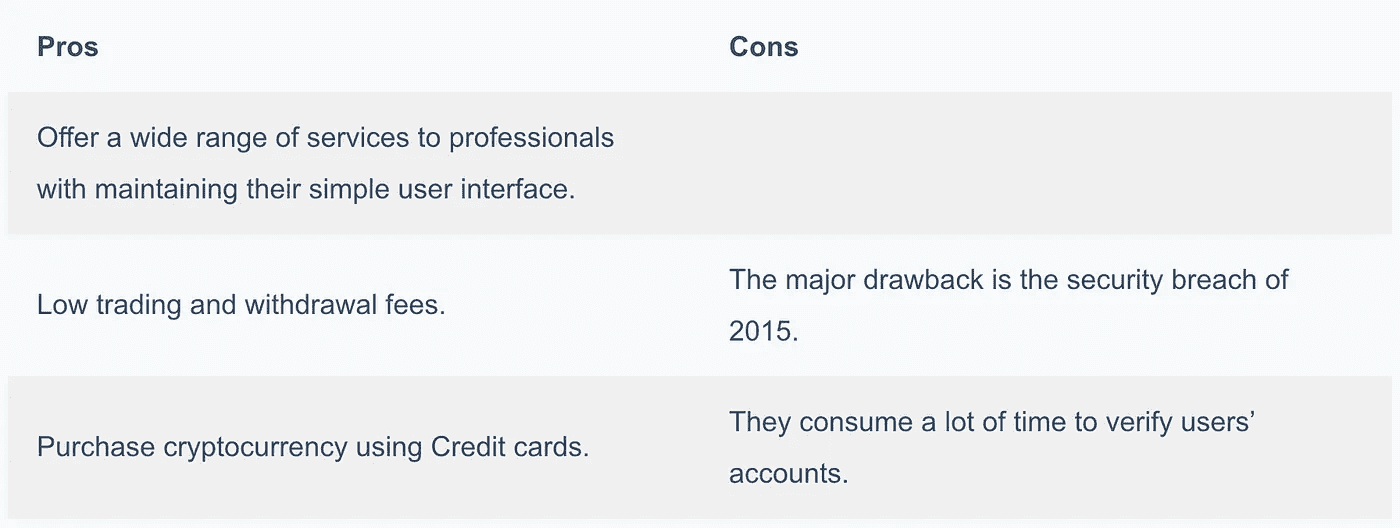 Pros
Cons
Offer a wide range of services to professionals
with maintaining their simple user interface.
Low trading and withdrawal fees.
The major drawback is the security breach of
2015.
Purchase cryptocurrency using Credit cards.
They consume a lot of time to verify users’
accounts.